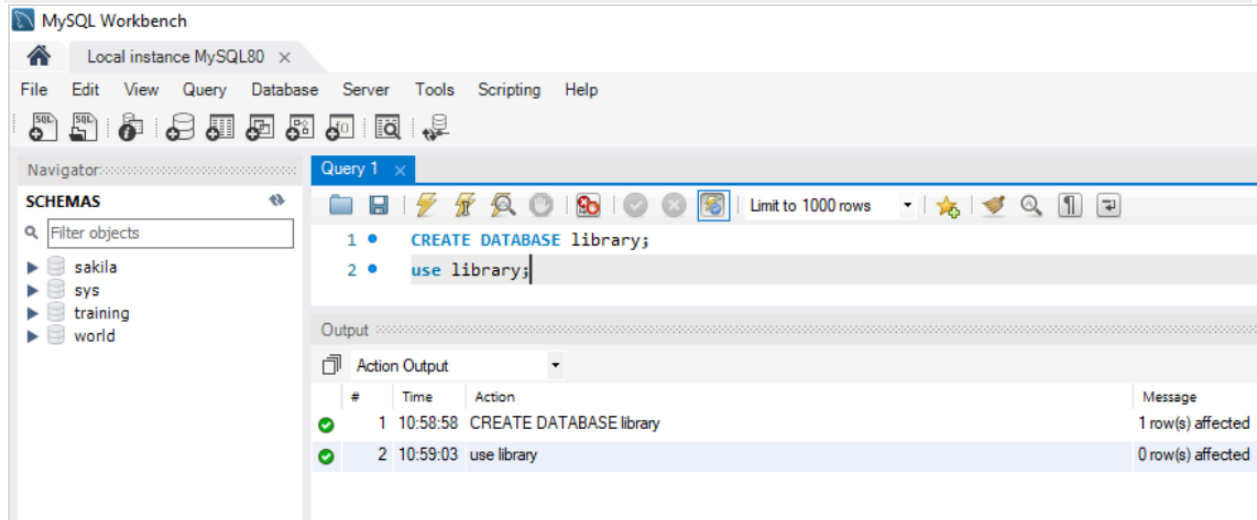 MySQL Workbench
Local instance MySQL80
File Edit View Query Database Server Tools Scripting Help
SQL SQL f()
Navigator
Query 1
SCHEMAS
Limit to 1000 rows
Filter objects
1 CREATE DATABASE library;
2 use library;
sakila
sys
training
world
Output
Action Output
# Time Action Message
1 10:58:58 CREATE DATABASE library 1 row(s) affected
2 10:59:03 use library 0 row(s) affected